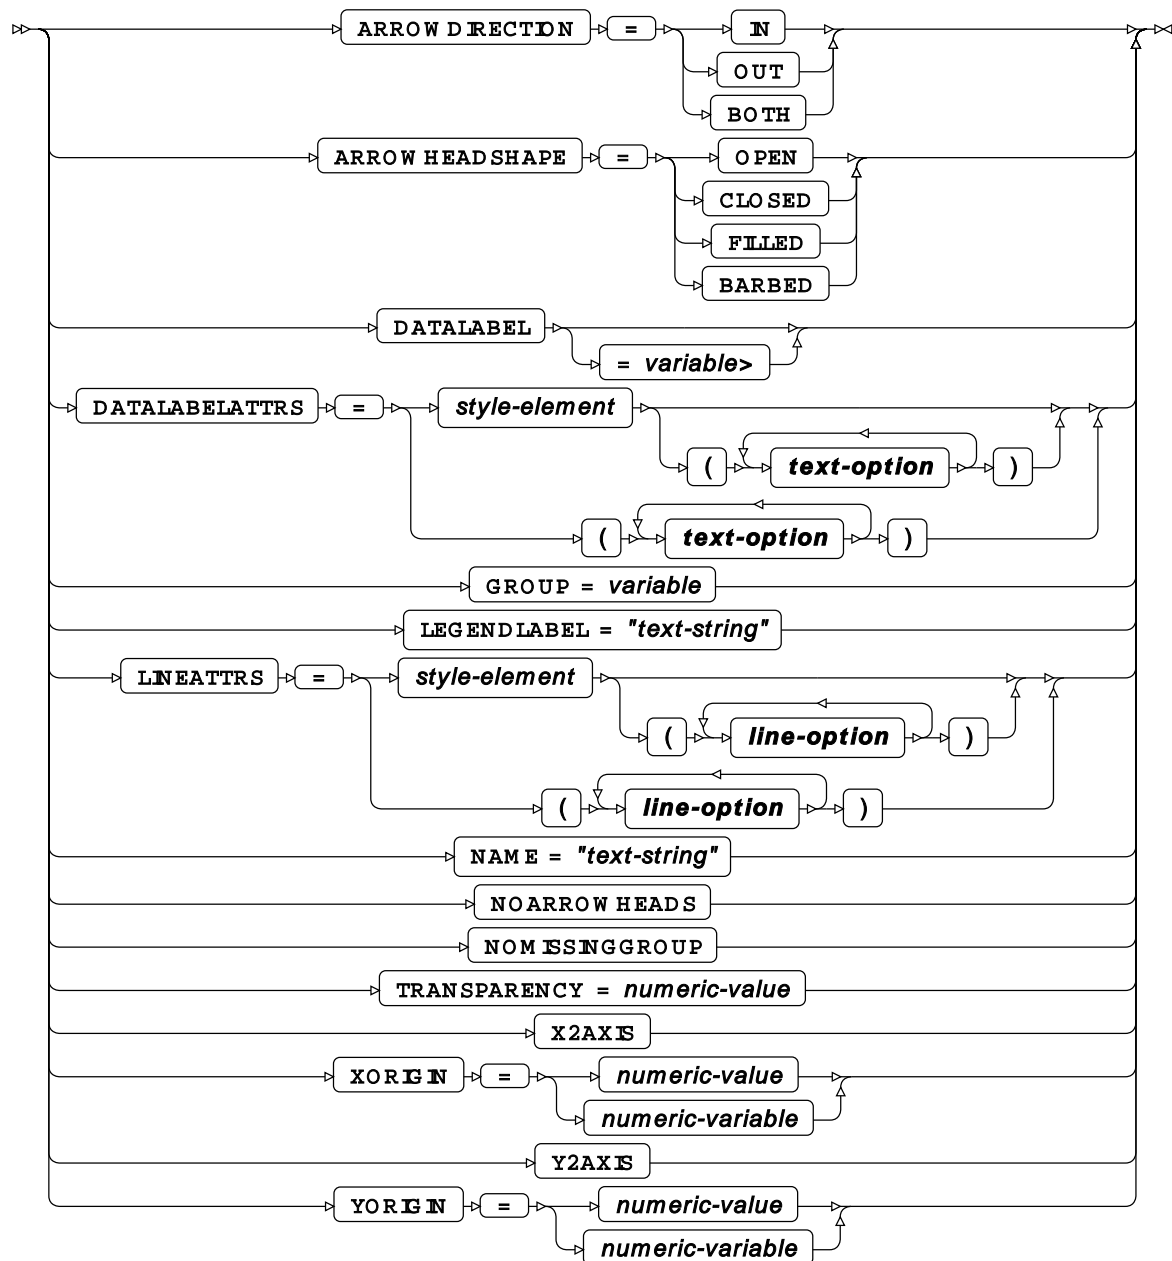 ARROWDIRECTION = IN
OUT
BOTH
ARROWHEADSHAPE = OPEN
CLOSED
FILLED
BARBED
DATALABEL
= variable>
DATALABELATTRS = style-element
( text-option )
( text-option )
GROUP = variable
LEGENDLABEL = "text-string"
LINEATTRS = style-element
( line-option )
( line-option )
NAME = "text-string"
NOARROWHEADS
NOMISSINGGROUP
TRANSPARENCY = numeric-value
X2AXIS
XORIGIN = numeric-value
numeric-variable
Y2AXIS
YORIGIN = numeric-value
numeric-variable